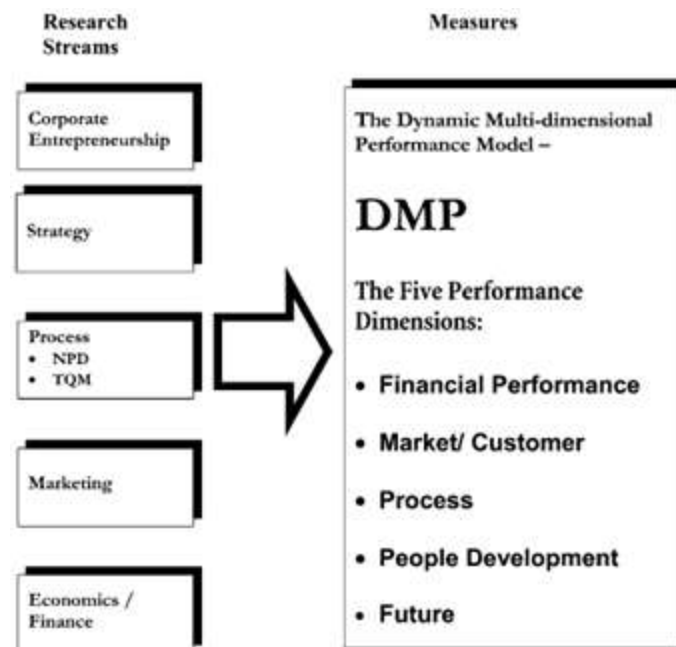 Research
Streams
Corporate
Entrepreneurship
Strategy
Process
• NPD
• TQM
Marketing
Economics /
Finance
Measures
The Dynamic Multi-dimensional
Performance Model –
DMP
The Five Performance
Dimensions:
• Financial Performance
• Market/ Customer
• Process
• People Development
• Future